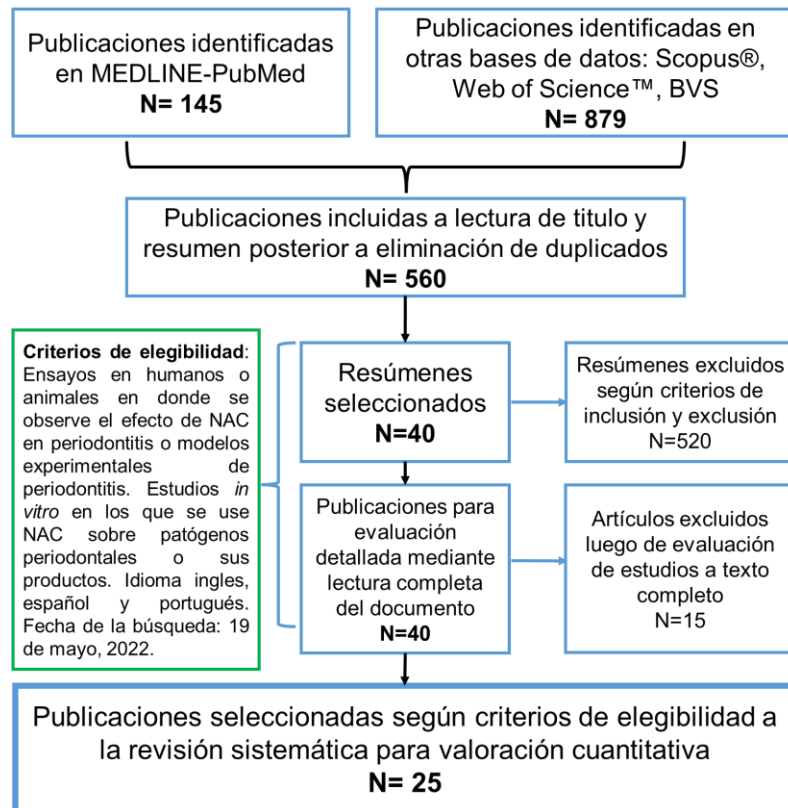 Publicaciones identificadas
en MEDLINE-PubMed
N= 145
Publicaciones identificadas en
otras bases de datos: Scopus®,
Web of Science™, BVS
N= 879
Publicaciones incluidas a lectura de titulo y
resumen posterior a eliminación de duplicados
N= 560
Criterios de elegibilidad:
Ensayos en humanos o
animales en donde se
observe el efecto de NAC
en periodontitis o modelos
experimentales de
periodontitis. Estudios in
vitro en los que se use
NAC sobre patógenos
periodontales o sus
productos. Idioma ingles,
español y portugués.
Fecha de la búsqueda: 19
de mayo, 2022.
Resúmenes
seleccionados
N=40
Resúmenes excluidos
según criterios de
inclusión y exclusión
N=520
Publicaciones para
evaluación
detallada mediante
lectura completa
del documento
N=40
Artículos excluidos
luego de evaluación
de estudios a texto
completo
N=15
Publicaciones seleccionadas según criterios de elegibilidad a
la revisión sistemática para valoración cuantitativa
N= 25